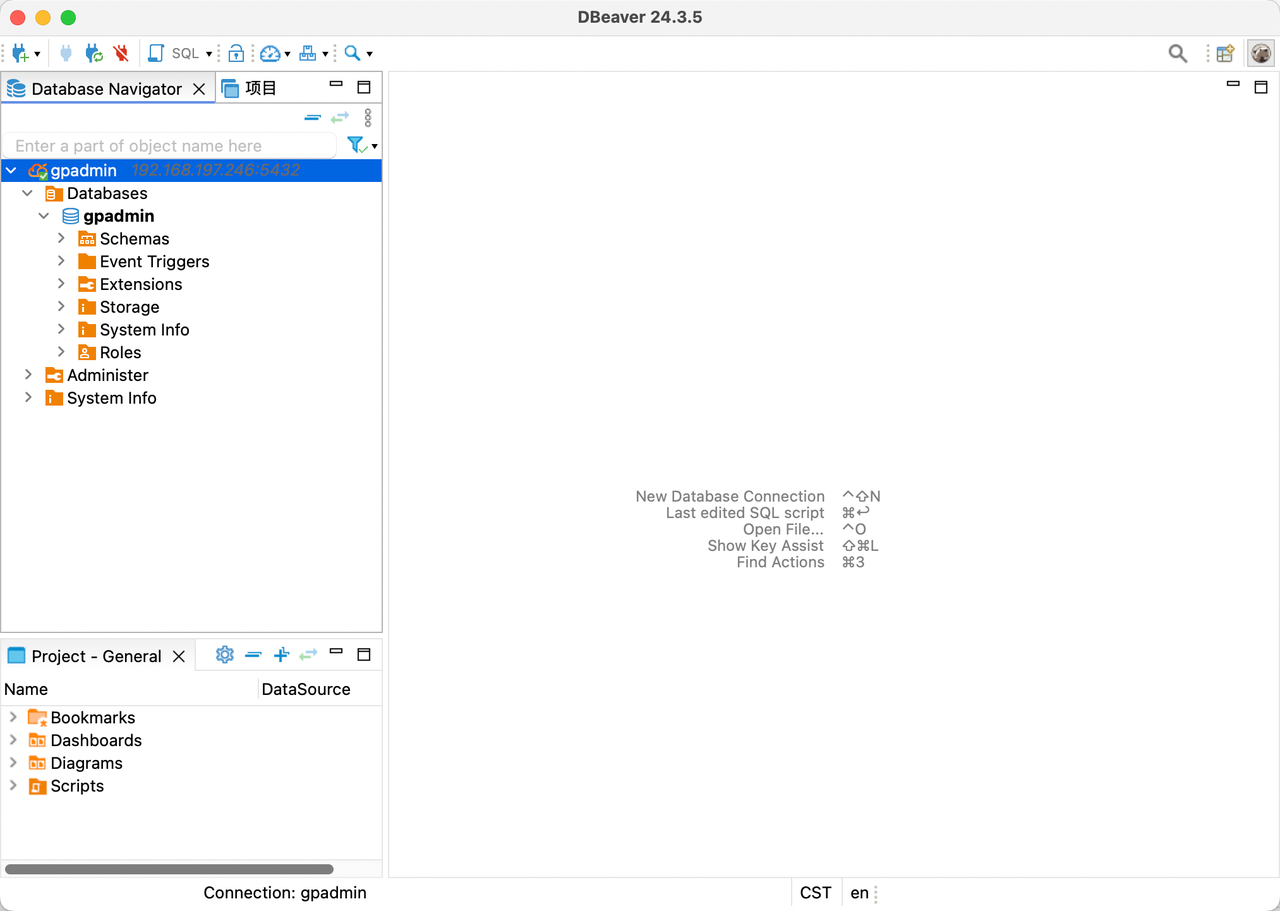 DBeaver 24.3.5
SQL
Database Navigator
项目
Enter a part of object name here
gpadmin 192.168.197.246:5432
Databases
gpadmin
Schemas
Event Triggers
Extensions
Storage
System Info
Roles
Administer
System Info
New Database Connection ⌃⇧N
Last edited SQL script ⌘↩
Open File... ⌃O
Show Key Assist ⇧⌘L
Find Actions ⌘3
Project - General
Name DataSource
Bookmarks
Dashboards
Diagrams
Scripts
Connection: gpadmin CST en